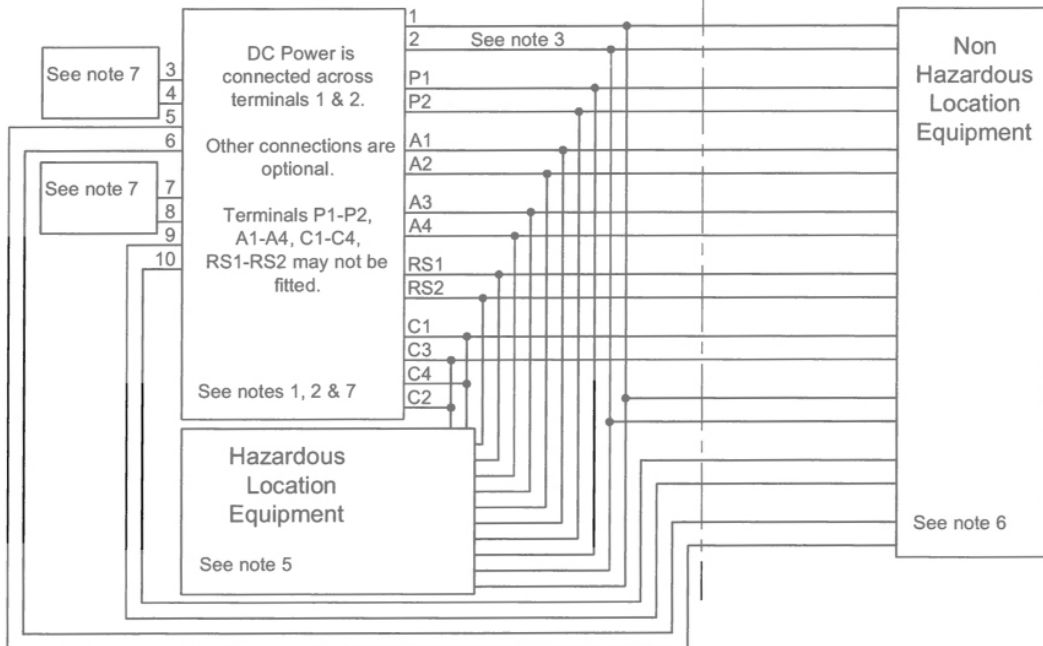 DC Power is
connected across
terminals 1 & 2.
Other connections are
optional.
Terminals P1-P2,
A1-A4, C1-C4,
RS1-RS2 may not be
fitted.
See notes 1, 2 & 7
See note 7
3
4
5
6
See note 7
7
8
9
10
1
2
See note 3
P1
P2
A1
A2
A3
A4
RS1
RS2
C1
C3
C4
C2
Hazardous
Location
Equipment
See note 5
Non
Hazardous
Location
Equipment
See note 6